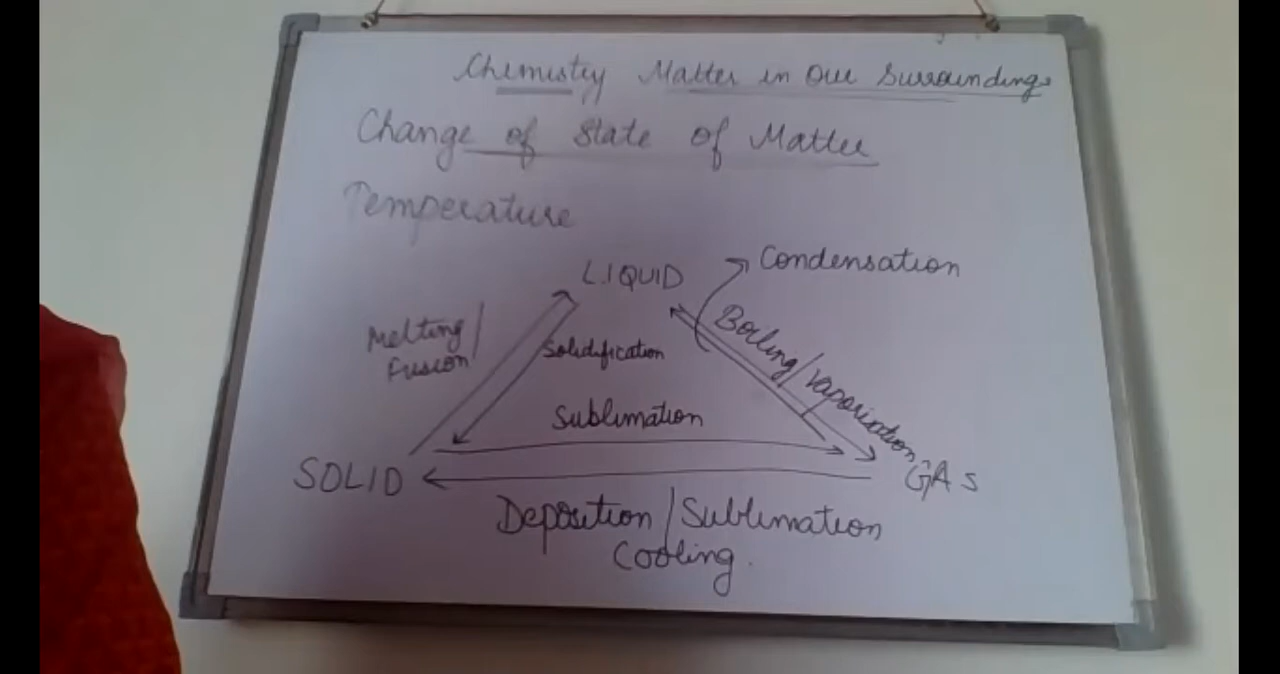 Chemistry Matter in Our Surroundings
Change of State of Matter
Temperature
LIQUID
Condensation
Melting/
Fusion
Solidification
Boiling/Vaporization
Sublimation
SOLID
GAS
Deposition/Sublimation
Cooling.